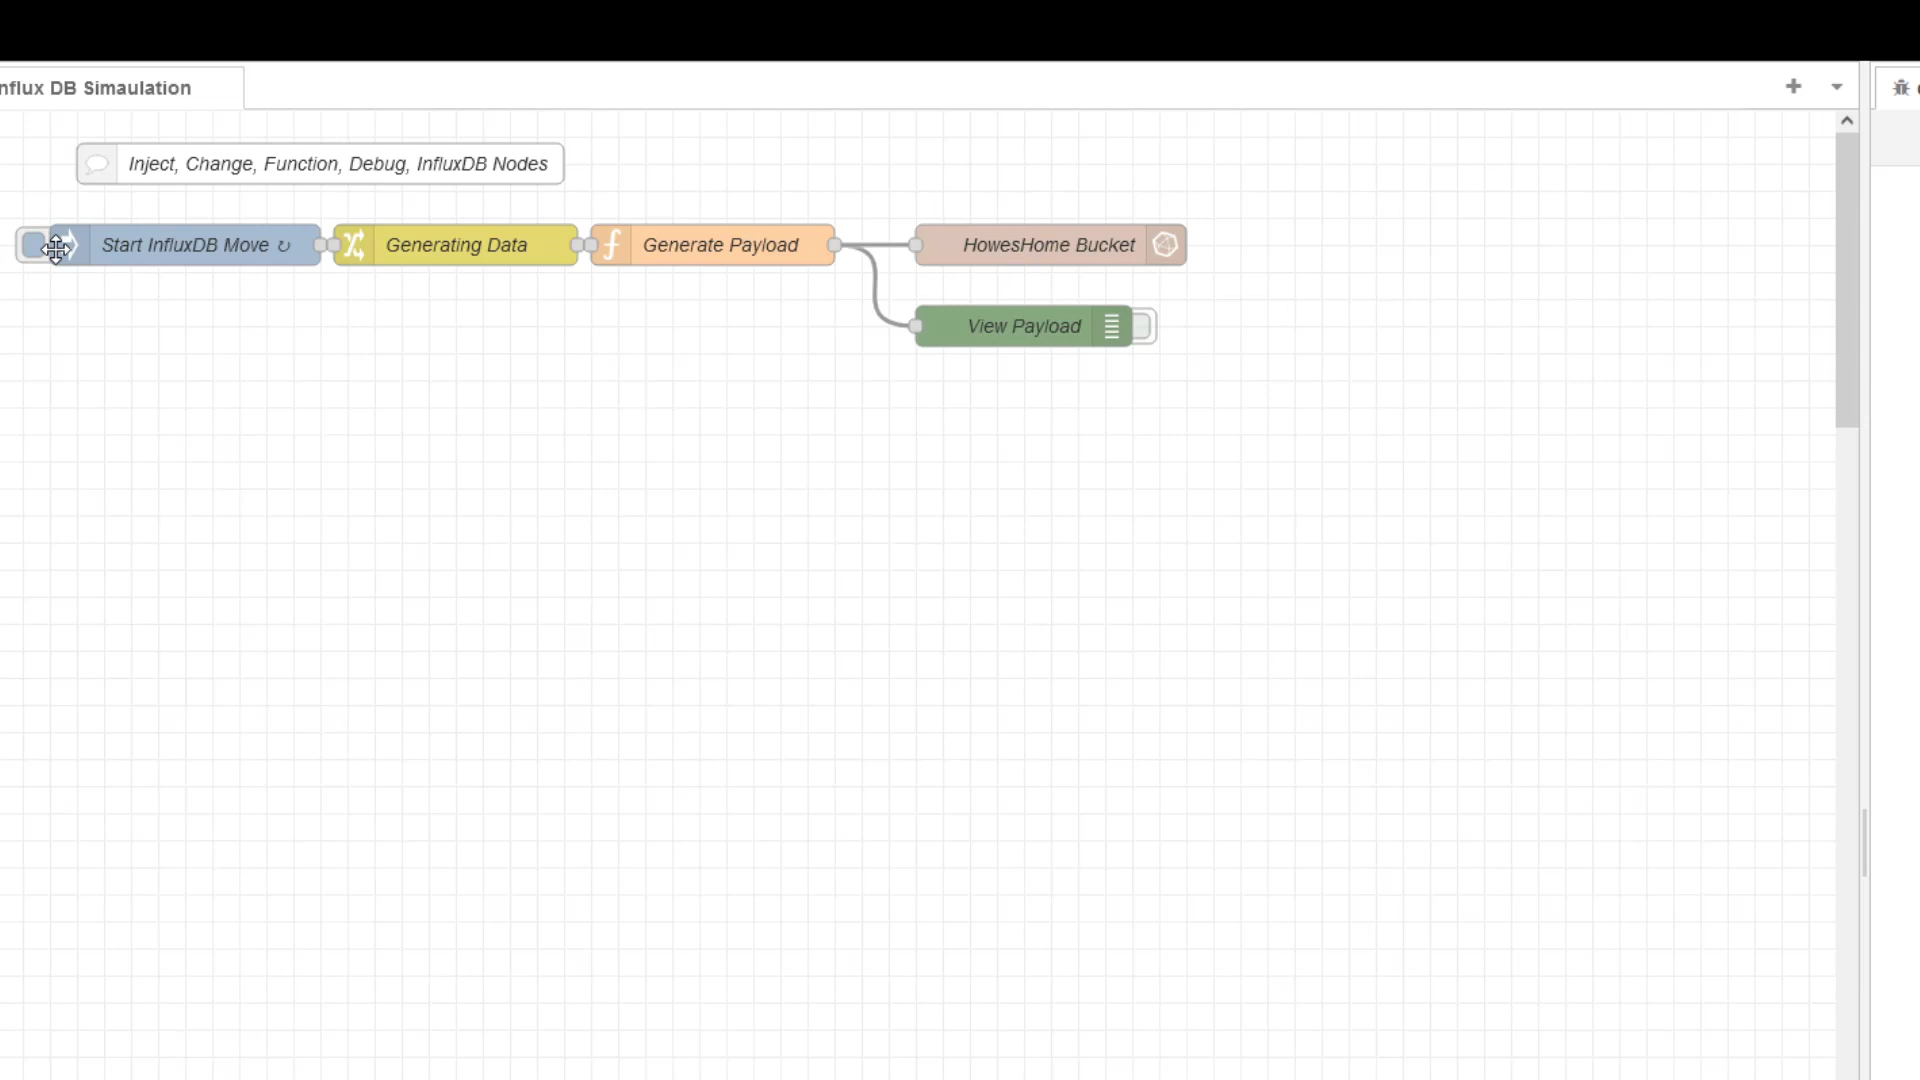 nflux DB Simaulation
Inject, Change, Function, Debug, InfluxDB Nodes
Start InfluxDB Move ↻
Generating Data
Generate Payload
HowesHome Bucket
View Payload